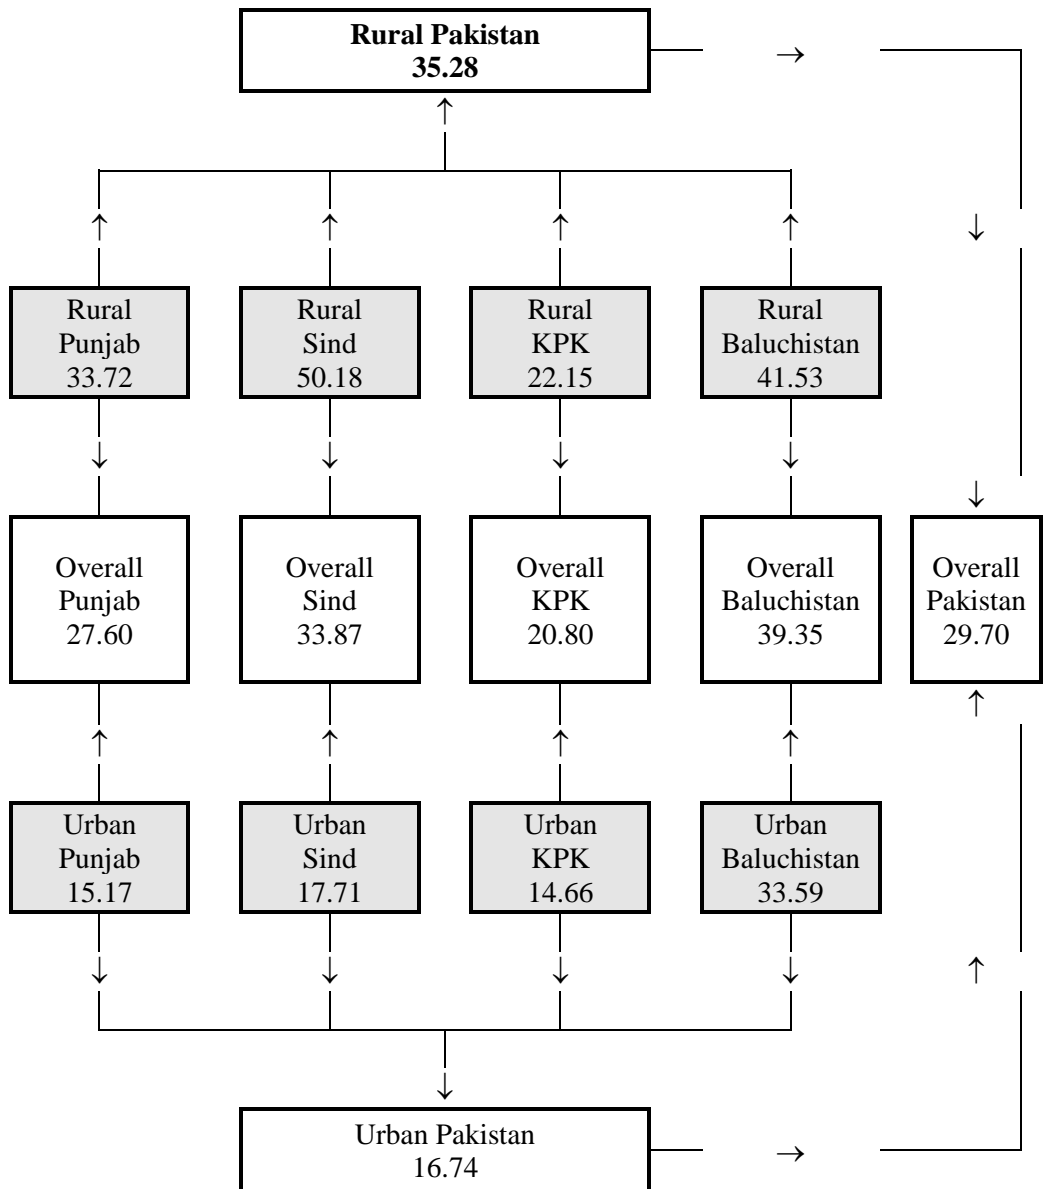 Rural Pakistan
35.28
→
↑
↑
↑
↑
↑
↓
Rural
Punjab
33.72
Rural
Sind
50.18
Rural
KPK
22.15
Rural
Baluchistan
41.53
↓
↓
↓
↓
↓
Overall
Punjab
27.60
Overall
Sind
33.87
Overall
KPK
20.80
Overall
Baluchistan
39.35
Overall
Pakistan
29.70
↑
↑
↑
↑
↑
Urban
Punjab
15.17
Urban
Sind
17.71
Urban
KPK
14.66
Urban
Baluchistan
33.59
↓
↓
↓
↓
↑
↓
Urban Pakistan
16.74
→